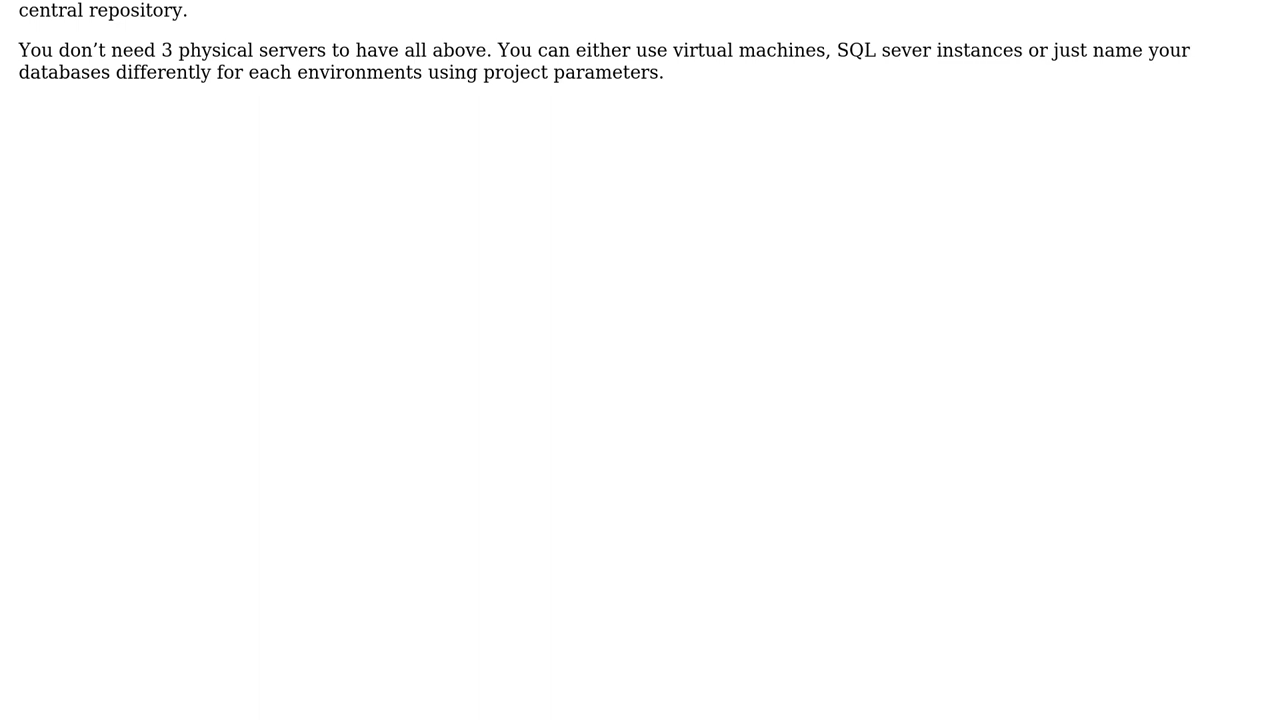 central repository.
You don’t need 3 physical servers to have all above. You can either use virtual machines, SQL sever instances or just name your
databases differently for each environments using project parameters.